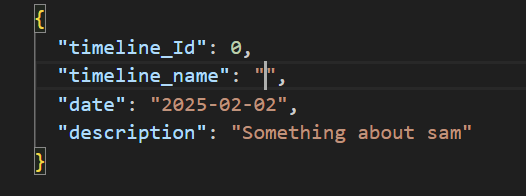 {
"timeline_Id": 0,
"timeline_name": "",
"date": "2025-02-02",
"description": "Something about sam"
}